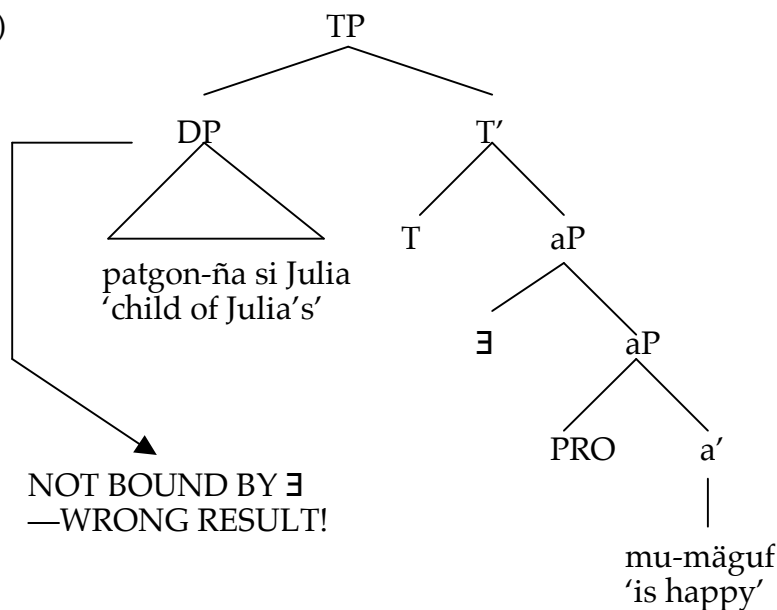 )
TP
DP T’
T aP
patgon-ña si Julia
‘child of Julia’s’
∃ aP
PRO a’
NOT BOUND BY ∃
—WRONG RESULT!
mu-mäguf
‘is happy’